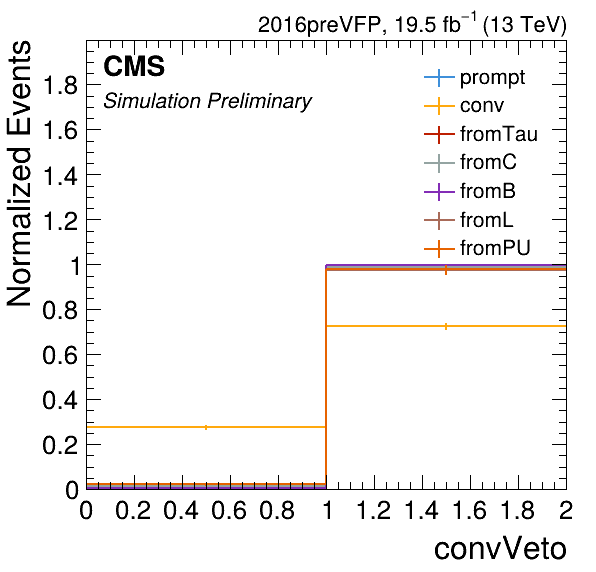 2016preVFP, 19.5 fb⁻¹ (13 TeV)
CMS
Simulation Preliminary
prompt
conv
fromTau
fromC
fromB
fromL
fromPU
Normalized Events
1.8
1.6
1.4
1.2
1
0.8
0.6
0.4
0.2
0
0 0.2 0.4 0.6 0.8 1 1.2 1.4 1.6 1.8 2
convVeto